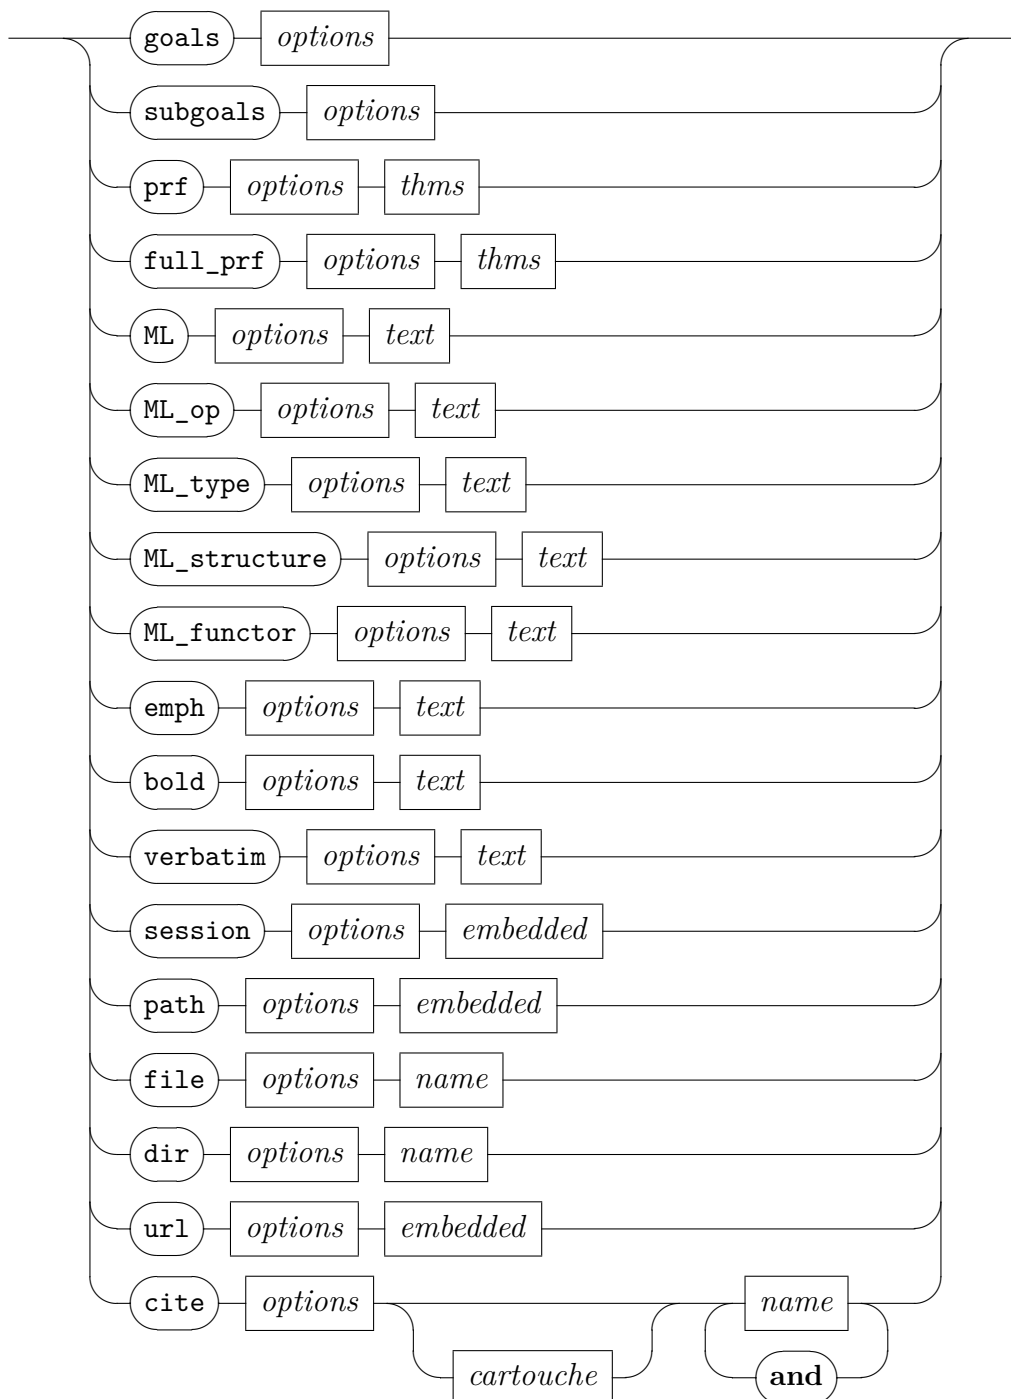 goals options
subgoals options
prf options thms
full_prf options thms
ML options text
ML_op options text
ML_type options text
ML_structure options text
ML_functor options text
emph options text
bold options text
verbatim options text
session options embedded
path options embedded
file options name
dir options name
url options embedded
cite options name
cartouche and